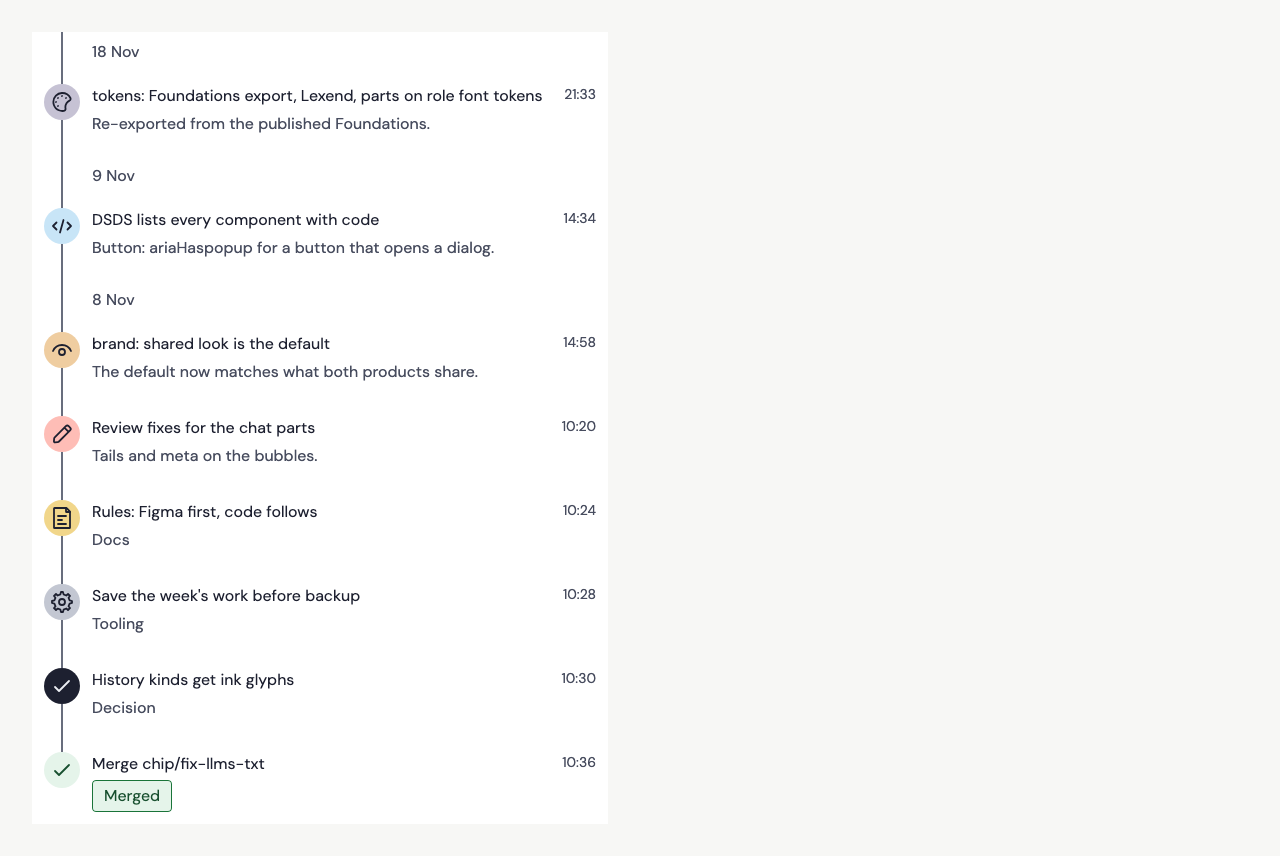 18 Nov
tokens: Foundations export, Lexend, parts on role font tokens 21:33
Re-exported from the published Foundations.
9 Nov
DSDS lists every component with code 14:34
Button: ariaHaspopup for a button that opens a dialog.
8 Nov
brand: shared look is the default 14:58
The default now matches what both products share.
Review fixes for the chat parts 10:20
Tails and meta on the bubbles.
Rules: Figma first, code follows 10:24
Docs
Save the week's work before backup 10:28
Tooling
History kinds get ink glyphs 10:30
Decision
Merge chip/fix-llms-txt 10:36
Merged